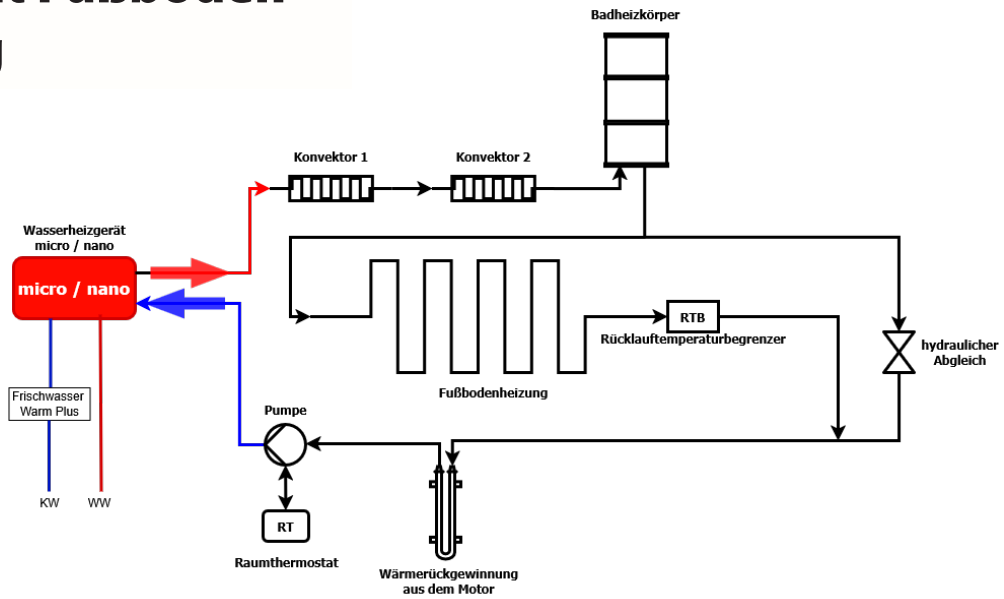 Fußboden
Badheizkörper
Konvektor 1
Konvektor 2
Wasserheizgerät
micro / nano
micro / nano
Frischwasser
Warm Plus
KW
WW
RTB
Rücklauftemperaturbegrenzer
hydraulicher
Abgleich
Fußbodenheizung
Pumpe
RT
Raumthermostat
Wärmerückgewinnung
aus dem Motor